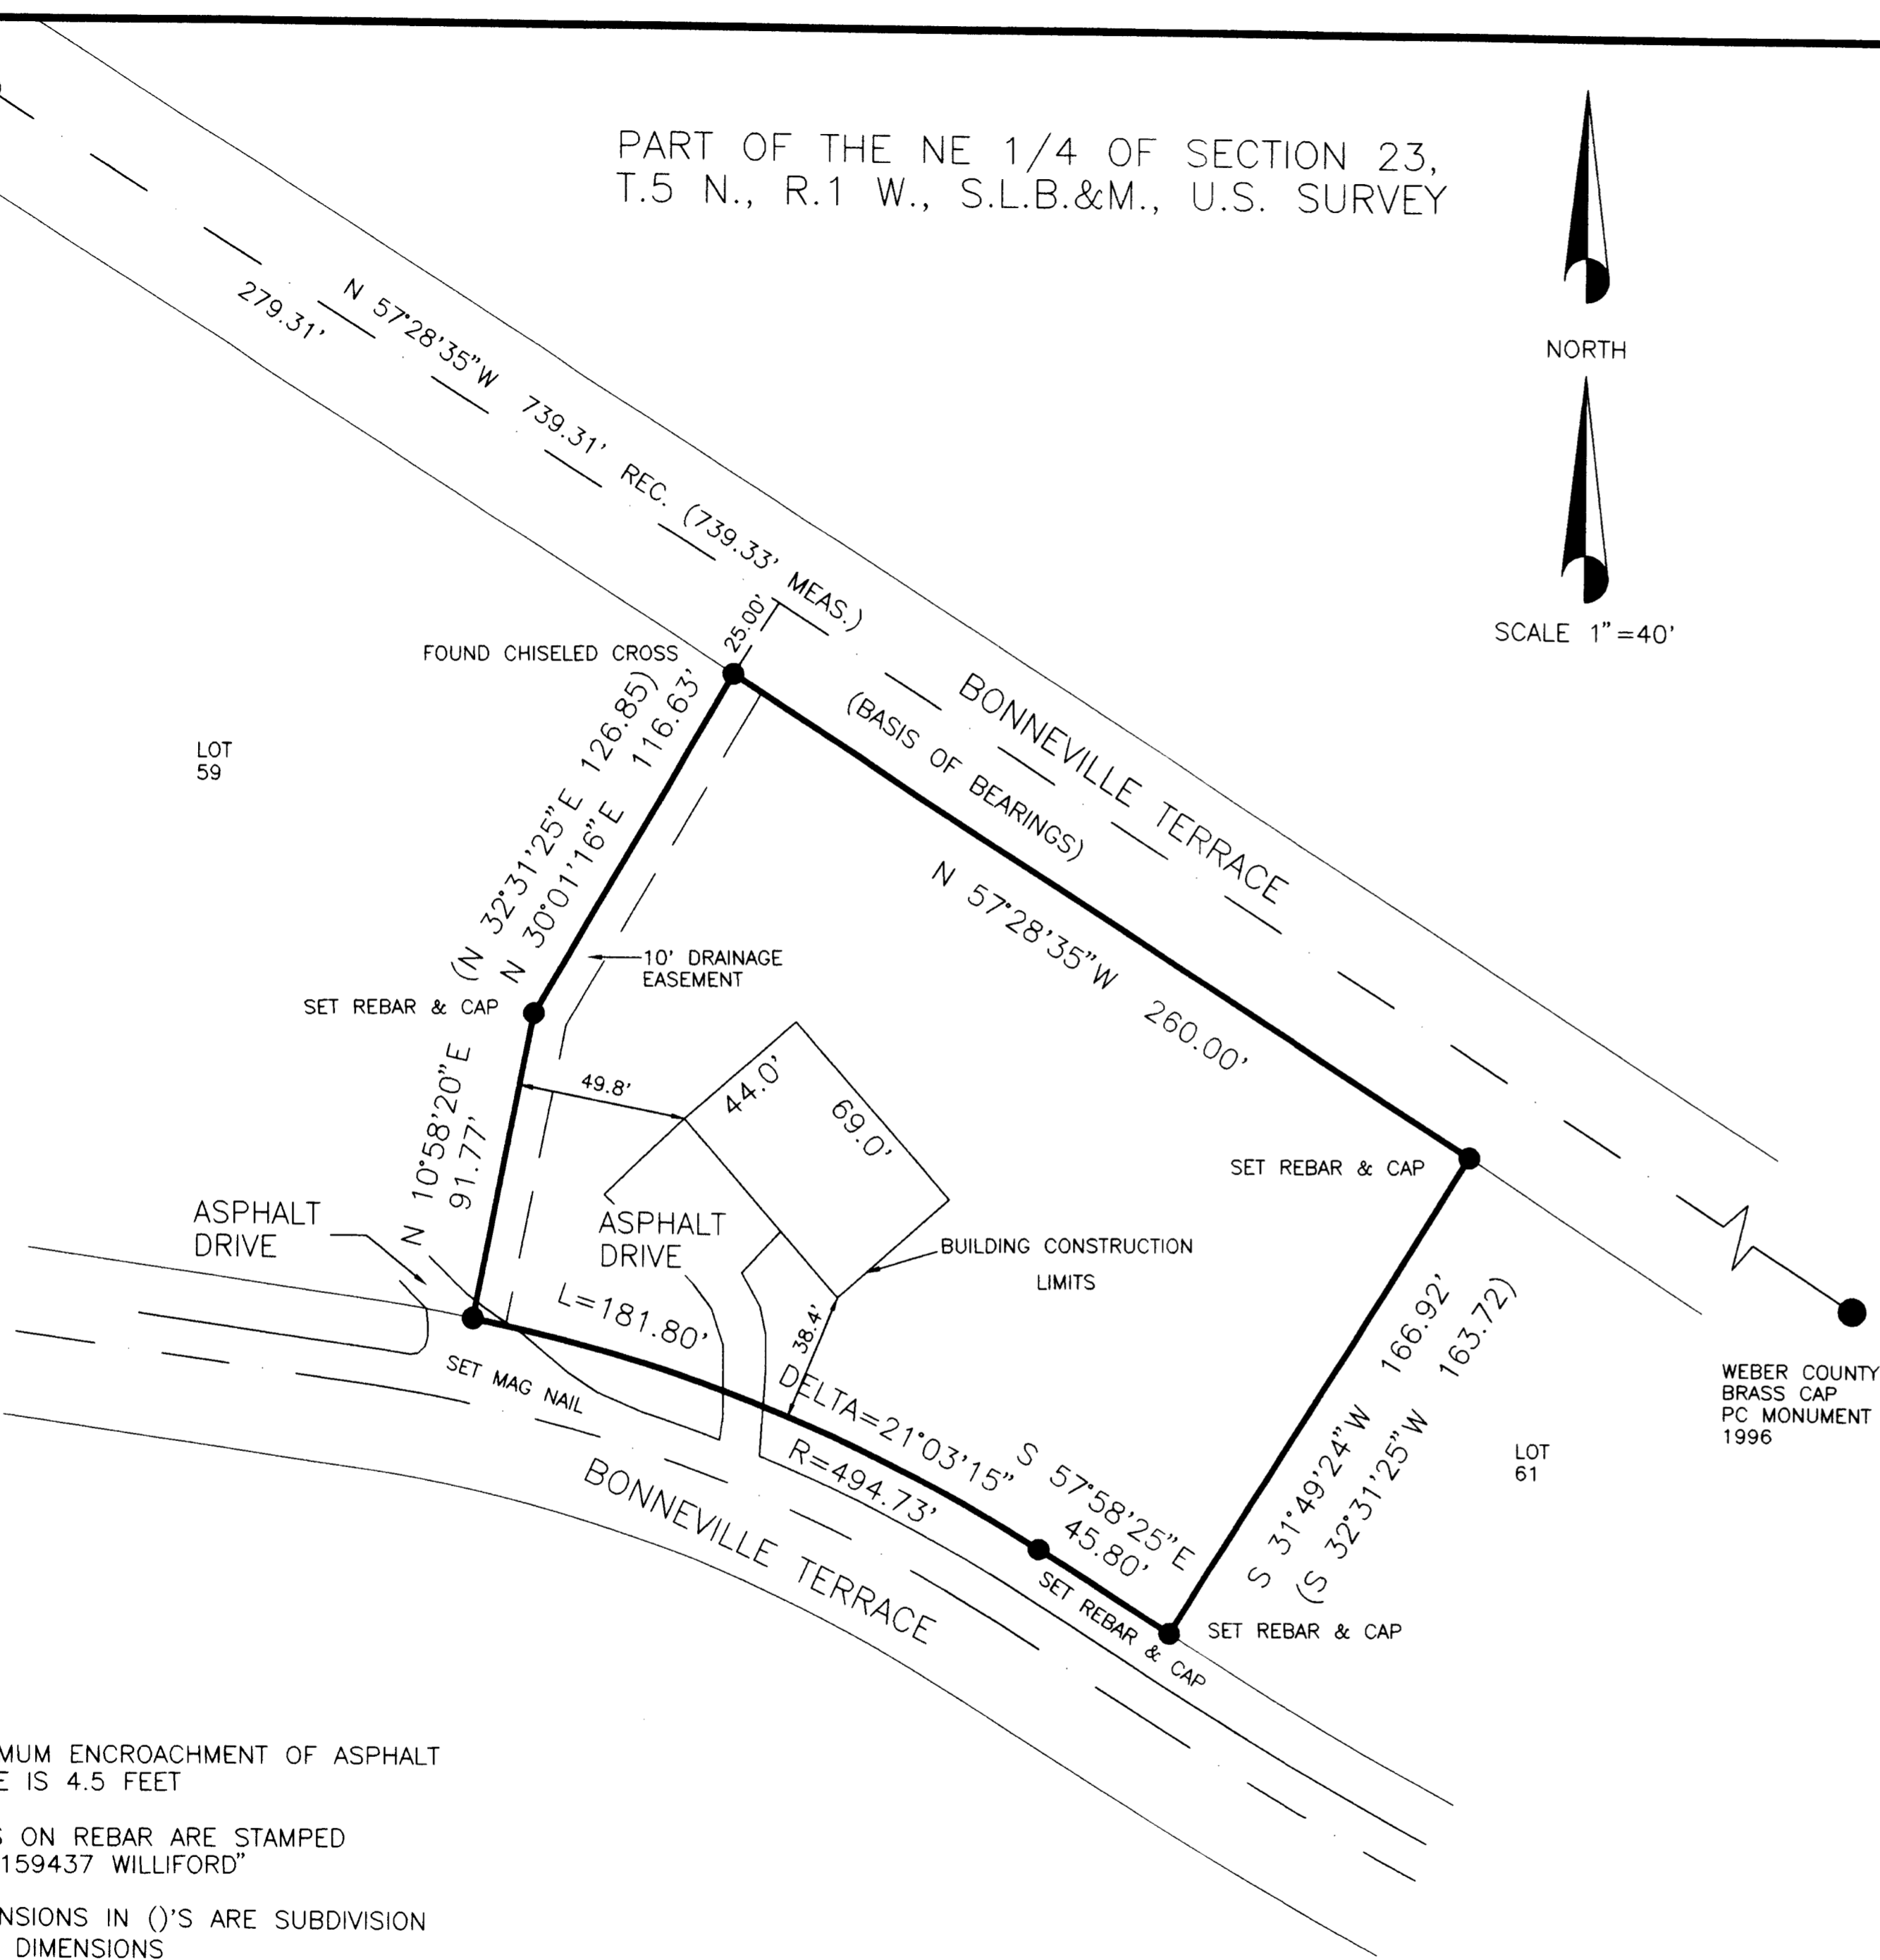 PART OF THE NE 1/4 OF SECTION 23,
T.5 N., R.1 W., S.L.B.&M., U.S. SURVEY
NORTH
SCALE 1"=40'
N 57°28'35"W 739.31' REC. (739.33' MEAS.)
279.31'
25.00'
FOUND CHISELED CROSS
BONNEVILLE TERRACE
(BASIS OF BEARINGS)
N 57°28'35"W 260.00'
LOT
59
(N 32°31'25"E 126.85)
N 30°01'16"E 116.63'
10' DRAINAGE
EASEMENT
SET REBAR & CAP
N 10°58'20"E
91.77'
49.8'
44.0'
69.0'
SET REBAR & CAP
ASPHALT
DRIVE
ASPHALT
DRIVE
BUILDING CONSTRUCTION
LIMITS
L=181.80'
38.4'
SET MAG NAIL
DELTA=21°03'15"
R=494.73'
S 57°58'25"E
45.80'
S 31°49'24"W 166.92'
(S 32°31'25"W 163.72)
WEBER COUNTY
BRASS CAP
PC MONUMENT
1996
LOT
61
BONNEVILLE TERRACE
SET REBAR & CAP
SET REBAR & CAP
MUM ENCROACHMENT OF ASPHALT
E IS 4.5 FEET
S ON REBAR ARE STAMPED
159437 WILLIFORD"
NSIONS IN ()'S ARE SUBDIVISION
DIMENSIONS